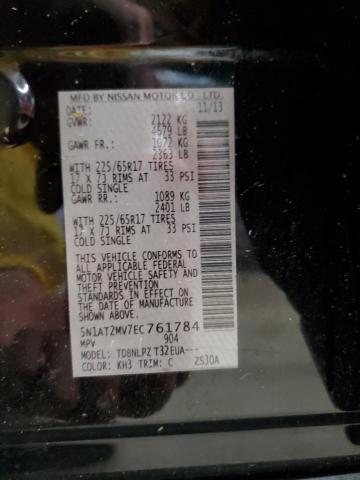 MFD BY NISSAN MOTOR CO., LTD.
DATE: 11/13
GVWR: 2122 KG
4679 LB
GAWR FR.: 1072 KG
2363 LB
WITH 225/65R17 TIRES
17 X 7J RIMS AT 33 PSI
COLD SINGLE
GAWR RR.: 1089 KG
2401 LB
WITH 225/65R17 TIRES
17 X 7J RIMS AT 33 PSI
COLD SINGLE
THIS VEHICLE CONFORMS TO
ALL APPLICABLE FEDERAL
MOTOR VEHICLE SAFETY
AND THEFT PREVENTION
STANDARDS IN EFFECT ON
THE DATE OF MANUFACTURE
SHOWN ABOVE.
5N1AT2MV7EC761784
MPV 904
MODEL: TDBNLPZ T32EUA---
COLOR: KH3 TRIM: C ZS30A